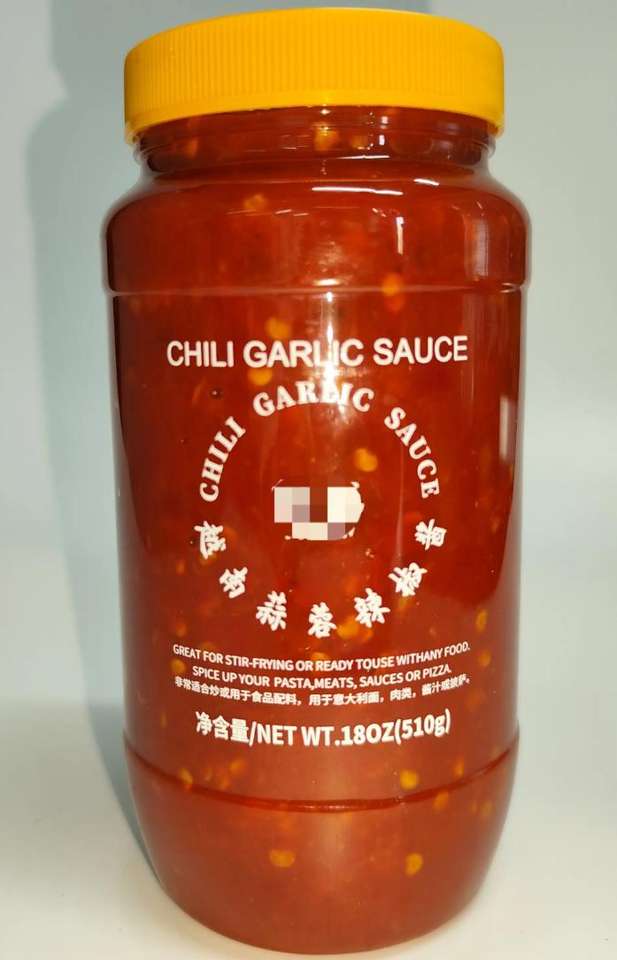 CHILI GARLIC SAUCE
CHILI GARLIC SAUCE
越南蒜蓉辣椒酱
GREAT FOR STIR-FRYING OR READY TOUSE WITHANY FOOD.
SPICE UP YOUR PASTA,MEATS, SAUCES OR PIZZA.
非常适合炒或用于食品配料，用于意大利面，肉类，酱汁或披萨。
净含量/NET WT.18OZ(510g)